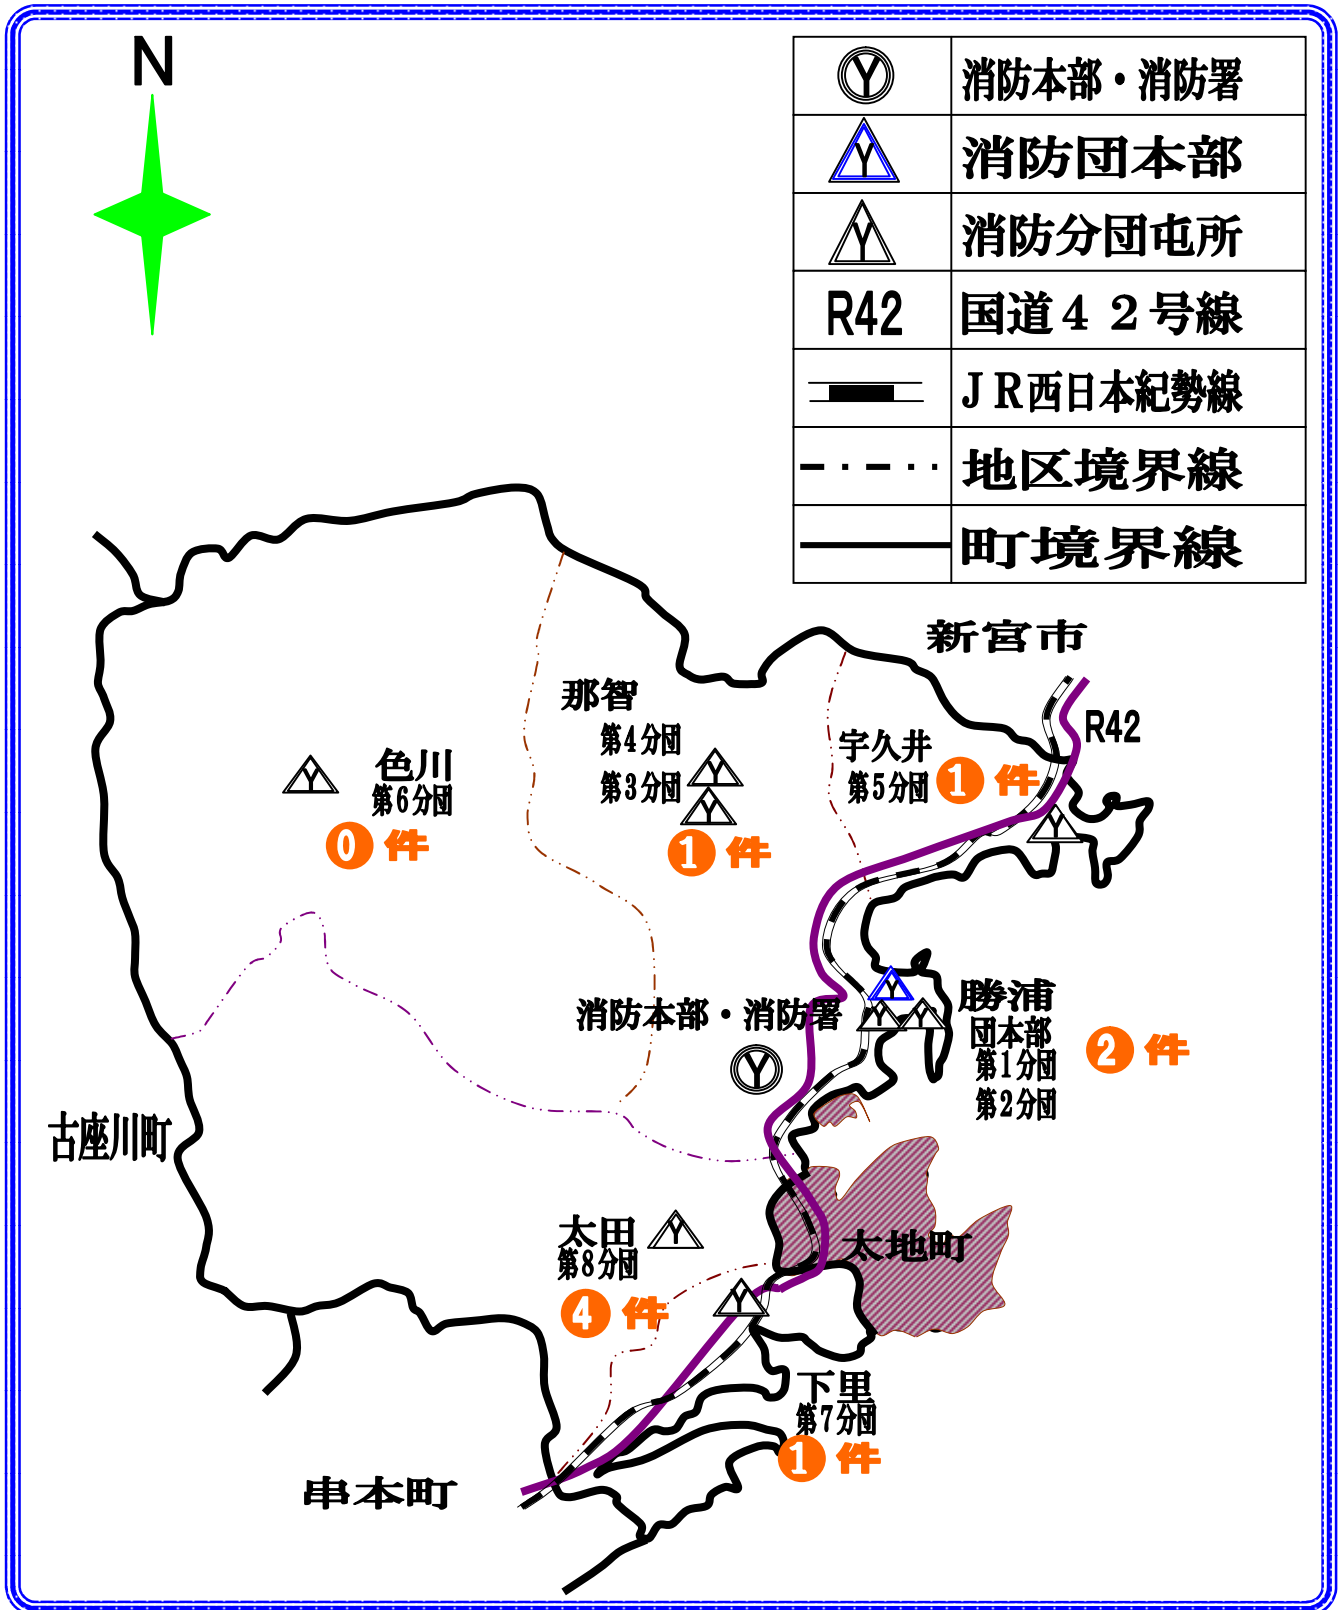 N
消防本部・消防署
消防団本部
消防分団屯所
R42 国道４２号線
ＪＲ西日本紀勢線
地区境界線
町境界線
新宮市
R42
那智
第4分団
第3分団
1 件
宇久井
第5分団
1 件
色川
第6分団
0 件
消防本部・消防署
勝浦
団本部
第1分団
第2分団
2 件
古座川町
太田
第8分団
4 件
太地町
下里
第7分団
1 件
串本町